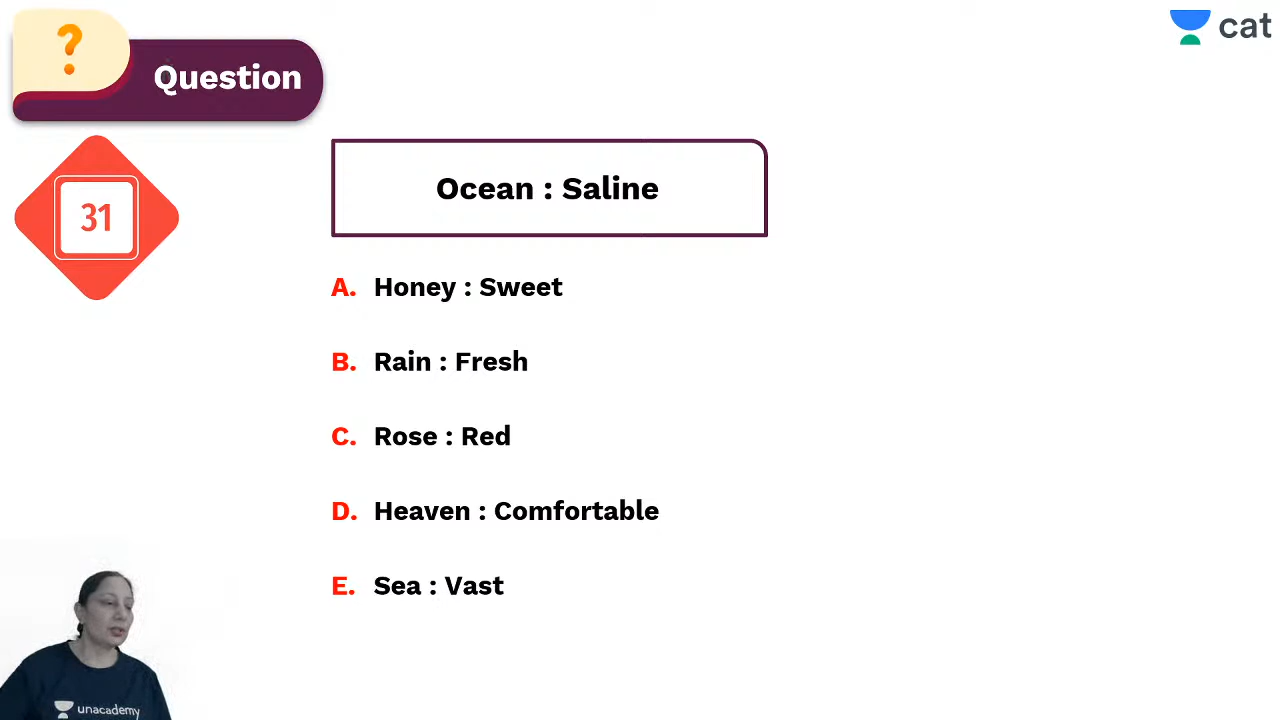 ?
Question
cat
31
Ocean : Saline
A. Honey : Sweet
B. Rain : Fresh
C. Rose : Red
D. Heaven : Comfortable
E. Sea : Vast
unacademy